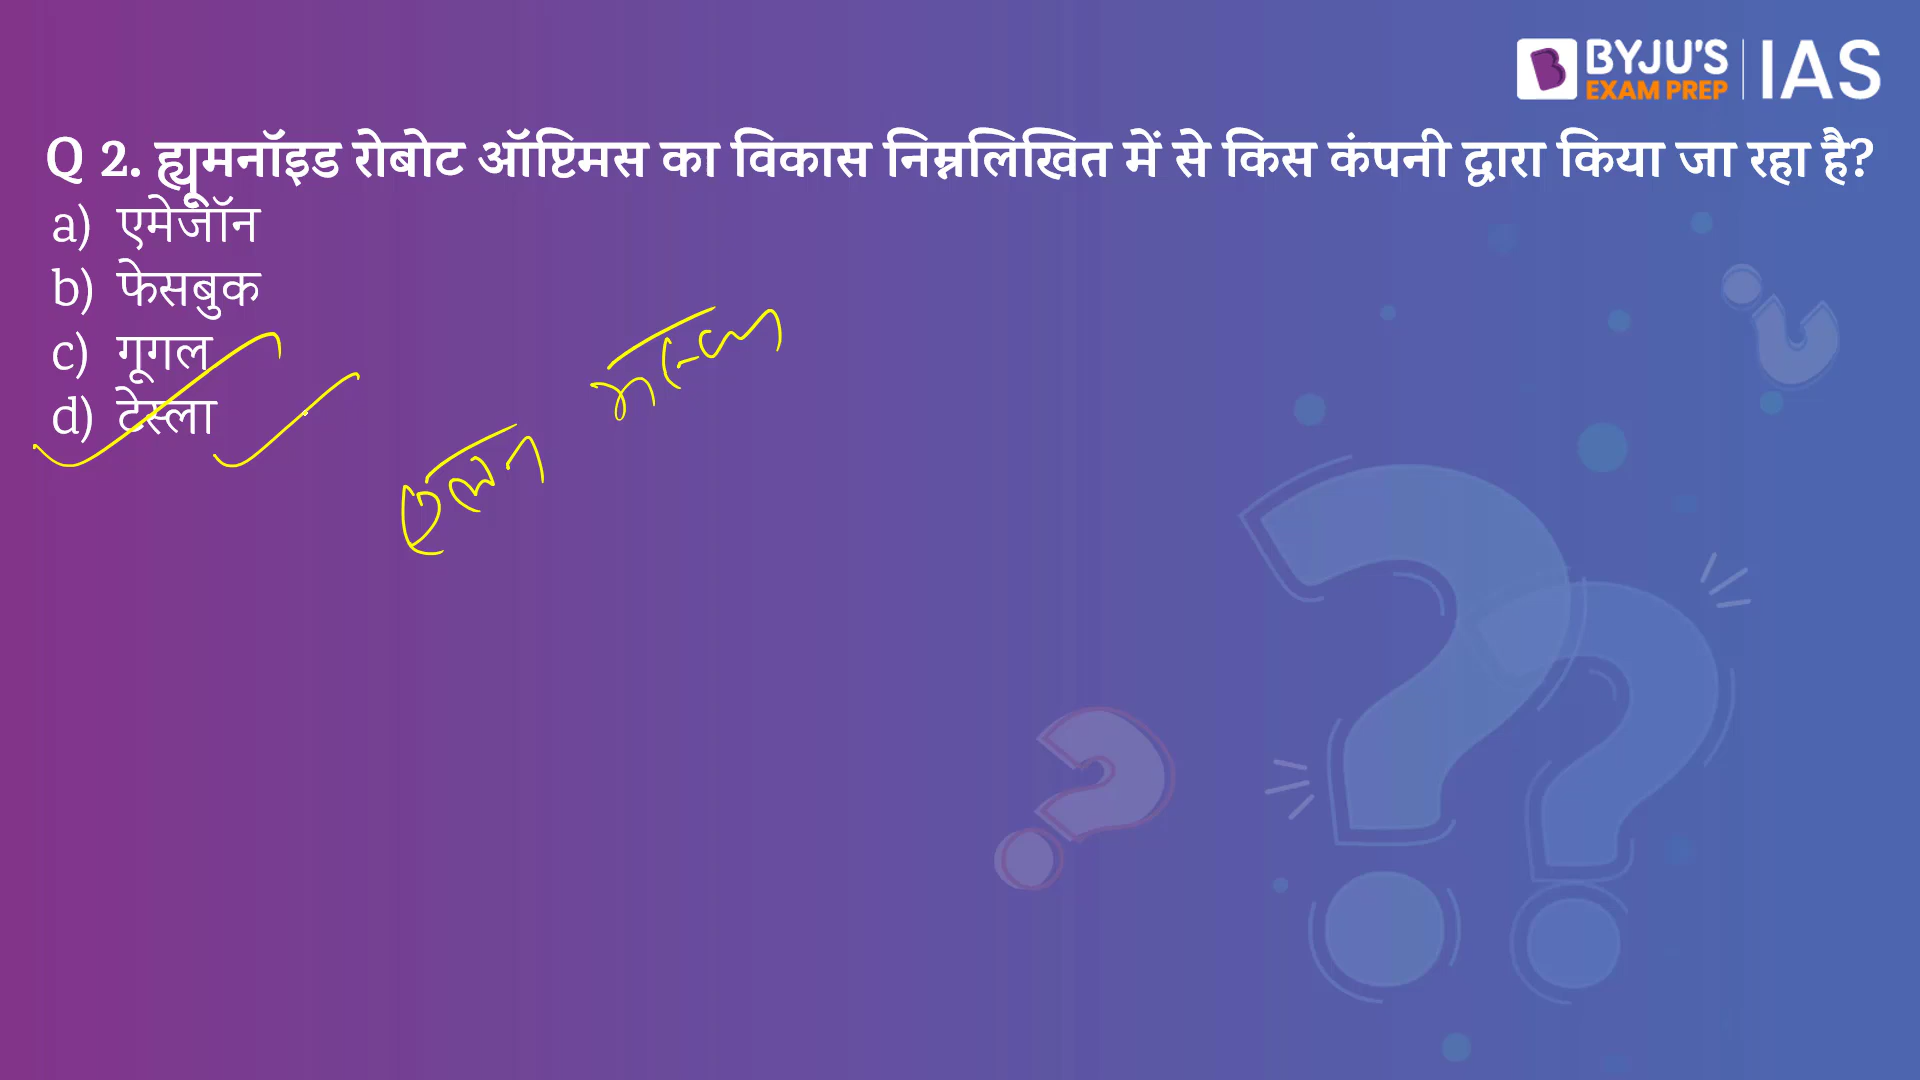 BYJU'S
EXAM PREP
IAS
Q 2. ह्यूमनॉइड रोबोट ऑप्टिमस का विकास निम्नलिखित में से किस कंपनी द्वारा किया जा रहा है?
a) एमेजॉन
b) फेसबुक
c) गूगल
d) टेस्ला